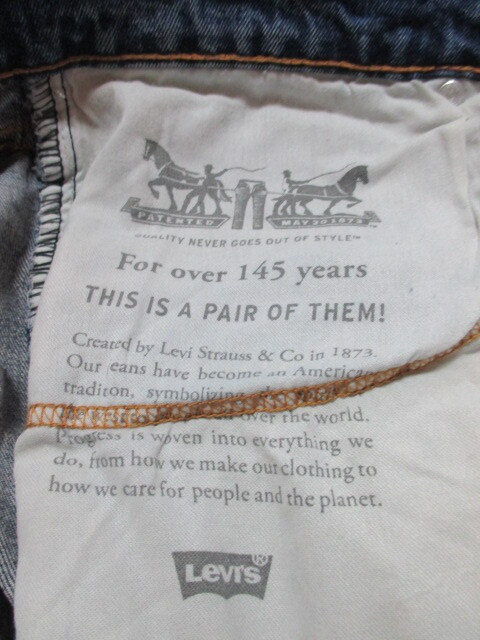 PATENTED MAY 20 1873
QUALITY NEVER GOES OUT OF STYLE™
For over 145 years
THIS IS A PAIR OF THEM!
Created by Levi Strauss & Co in 1873.
Our eans have become an American
traditon, symbolizing
over the world.
Progress is woven into everything we
do, from how we make our clothing to
how we care for people and the planet.
Levi's®